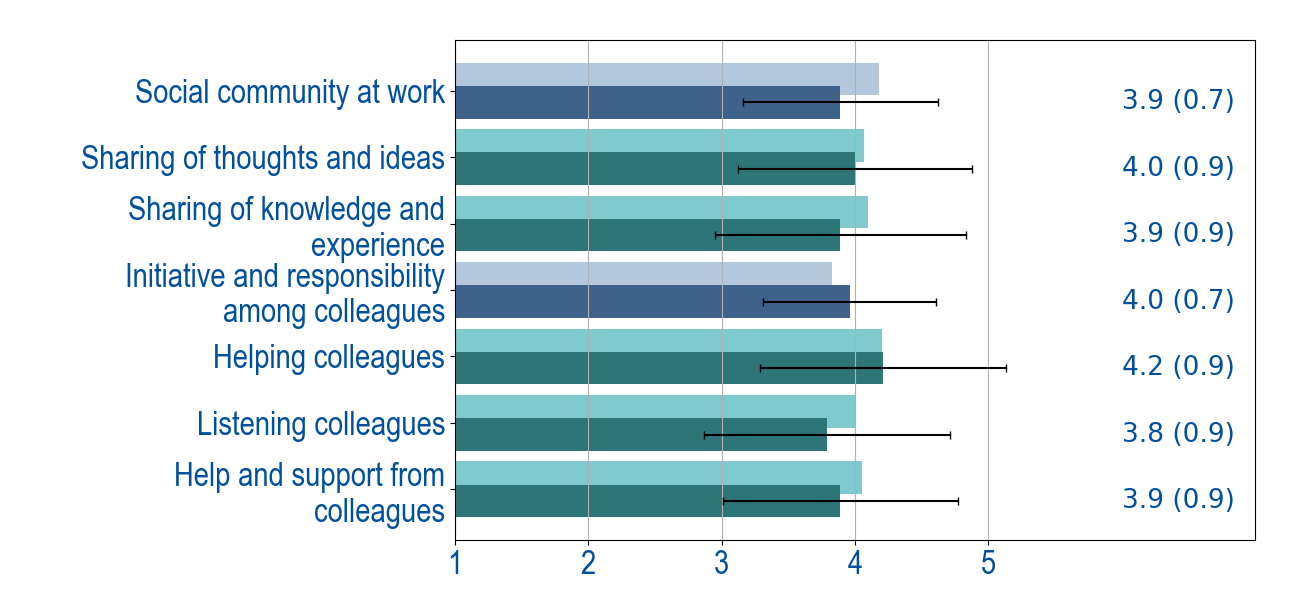 Social community at work
3.9 (0.7)
Sharing of thoughts and ideas
4.0 (0.9)
Sharing of knowledge and
experience
3.9 (0.9)
Initiative and responsibility
among colleagues
4.0 (0.7)
Helping colleagues
4.2 (0.9)
Listening colleagues
3.8 (0.9)
Help and support from
colleagues
3.9 (0.9)
1 2 3 4 5